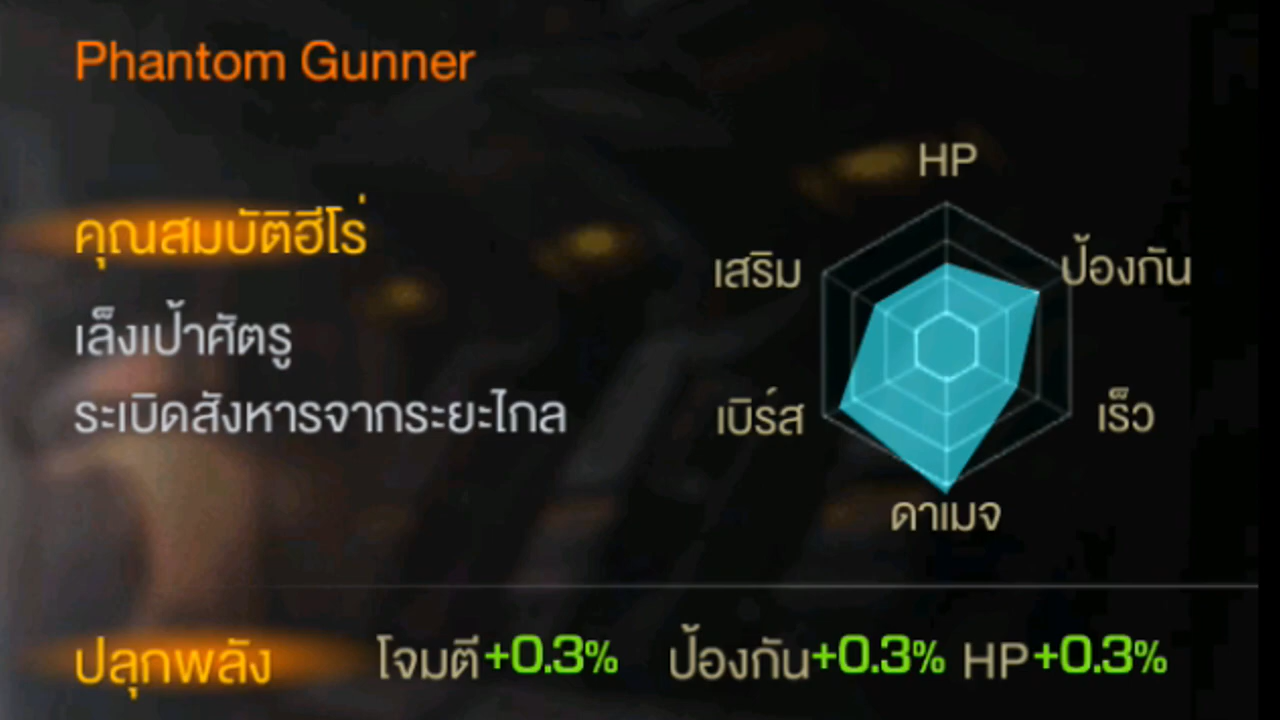 Phantom Gunner
HP
คุณสมบัติฮีโร่
เสริม
ป้องกัน
เล็งเป้าศัตรู
ระเบิดสังหารจากระยะไกล
เบิร์ส
เร็ว
ดาเมจ
ปลุกพลัง โจมตี+0.3% ป้องกัน+0.3% HP+0.3%